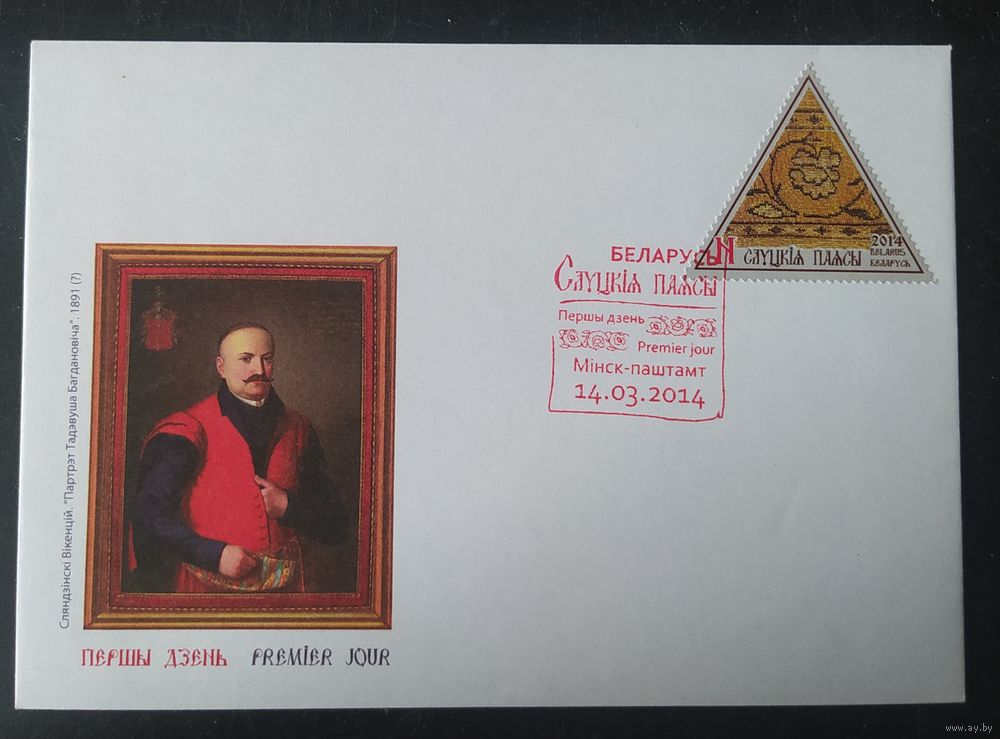 N
СЛУЦКІЯ ПАЯСЫ
2014
BELARUS
БЕЛАРУСЬ
БЕЛАРУСЬ
СЛУЦКІЯ ПАЯСЫ
Першы дзень
Premier jour
Мінск-паштамт
14.03.2014
Сляндзінскі Вікенцій. "Партрэт Тадэвуша Багдановіча". 1891 (?)
ПЕРШЫ ДЗЕНЬ PREMIER JOUR
www.ay.by